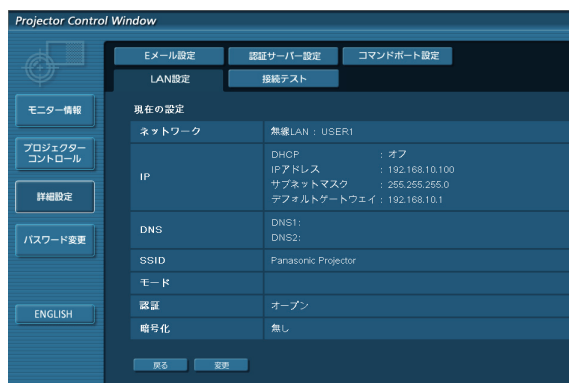 Projector Control Window
Eメール設定 認証サーバー設定 コマンドポート設定
LAN設定 接続テスト
モニター情報
プロジェクター
コントロール
詳細設定
パスワード変更
ENGLISH
現在の設定
ネットワーク 無線LAN : USER1
IP
DHCP : オフ
IPアドレス : 192.168.10.100
サブネットマスク : 255.255.255.0
デフォルトゲートウェイ : 192.168.10.1
DNS
DNS1:
DNS2:
SSID Panasonic Projector
モード
認証 オープン
暗号化 無し
戻る 変更